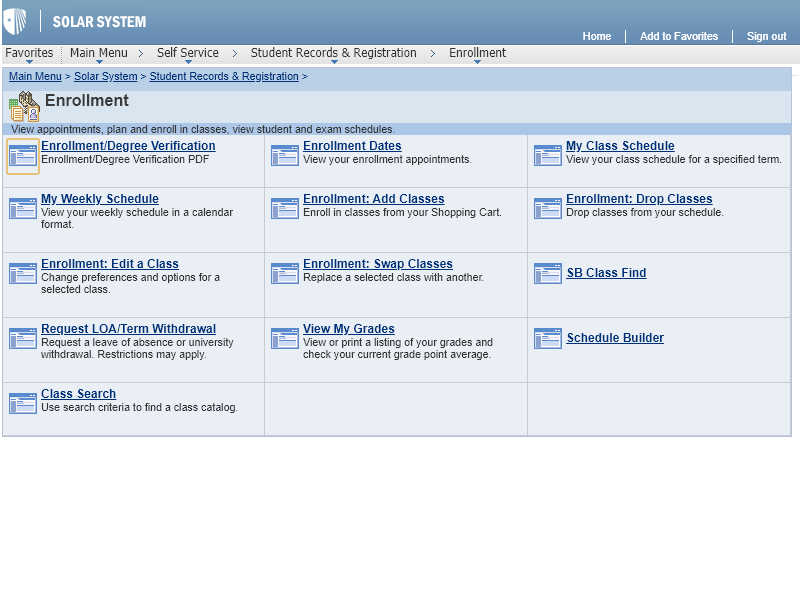 SOLAR SYSTEM
Home Add to Favorites Sign out
Favorites Main Menu > Self Service > Student Records & Registration > Enrollment
Main Menu > Solar System > Student Records & Registration >
Enrollment
View appointments, plan and enroll in classes, view student and exam schedules.
Enrollment/Degree Verification
Enrollment/Degree Verification PDF
Enrollment Dates
View your enrollment appointments.
My Class Schedule
View your class schedule for a specified term.
My Weekly Schedule
View your weekly schedule in a calendar
format.
Enrollment: Add Classes
Enroll in classes from your Shopping Cart.
Enrollment: Drop Classes
Drop classes from your schedule.
Enrollment: Edit a Class
Change preferences and options for a
selected class.
Enrollment: Swap Classes
Replace a selected class with another.
SB Class Find
Request LOA/Term Withdrawal
Request a leave of absence or university
withdrawal. Restrictions may apply.
View My Grades
View or print a listing of your grades and
check your current grade point average.
Schedule Builder
Class Search
Use search criteria to find a class catalog.